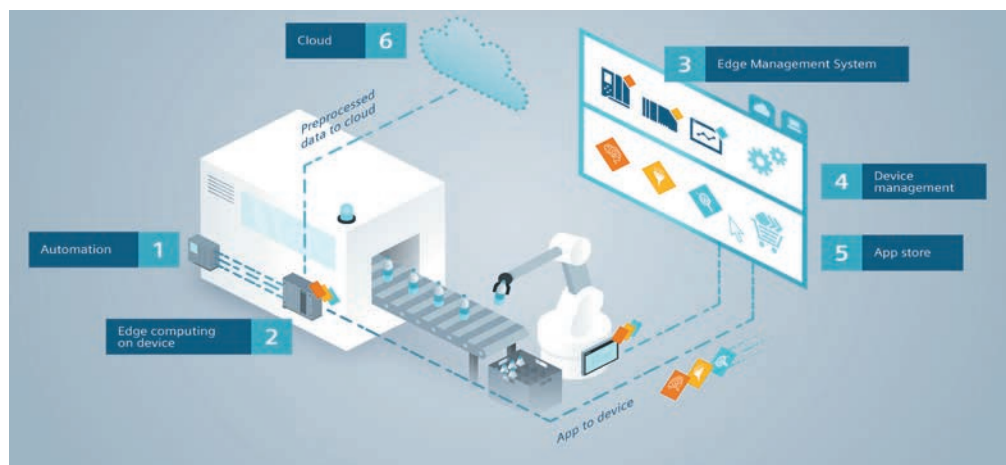 Cloud 6
Preprocessed
data to cloud
3 Edge Management System
4 Device
management
Automation 1
5 App store
Edge computing
on device 2
App to device